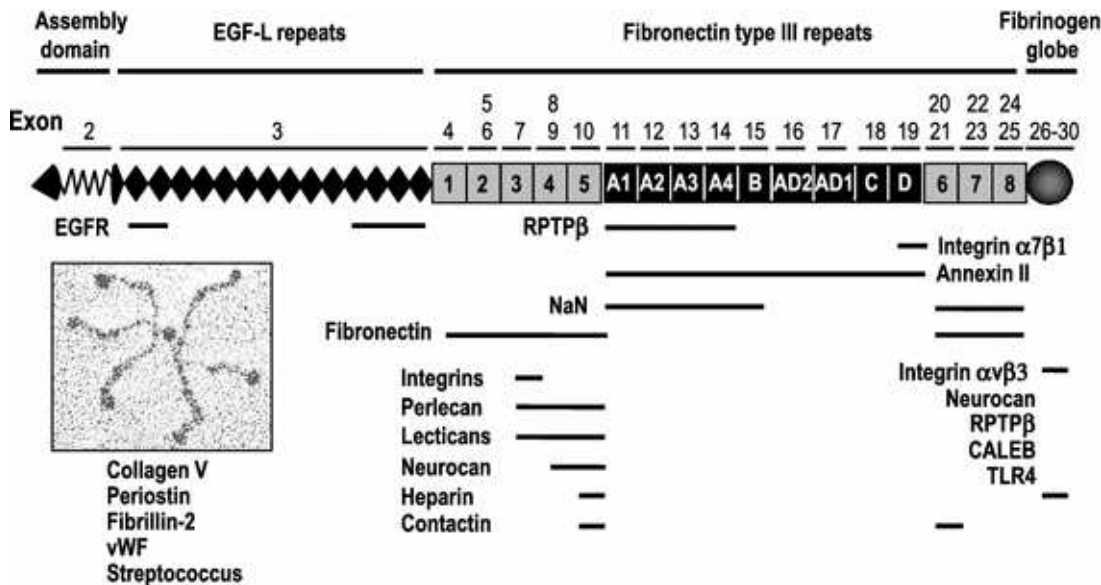 Assembly domain
EGF-L repeats
Fibronectin type III repeats
Fibrinogen globe
Exon 2 3 4 5 6 7 8 9 10 11 12 13 14 15 16 17 18 19 20 21 22 23 24 25 26-30
1 2 3 4 5 A1 A2 A3 A4 B AD2 AD1 C D 6 7 8
EGFR
RPTPβ
Integrin α7β1
Annexin II
NaN
Fibronectin
Integrins
Perlecan
Lecticans
Neurocan
Heparin
Contactin
Integrin αvβ3
Neurocan
RPTPβ
CALEB
TLR4
Collagen V
Periostin
Fibrillin-2
vWF
Streptococcus